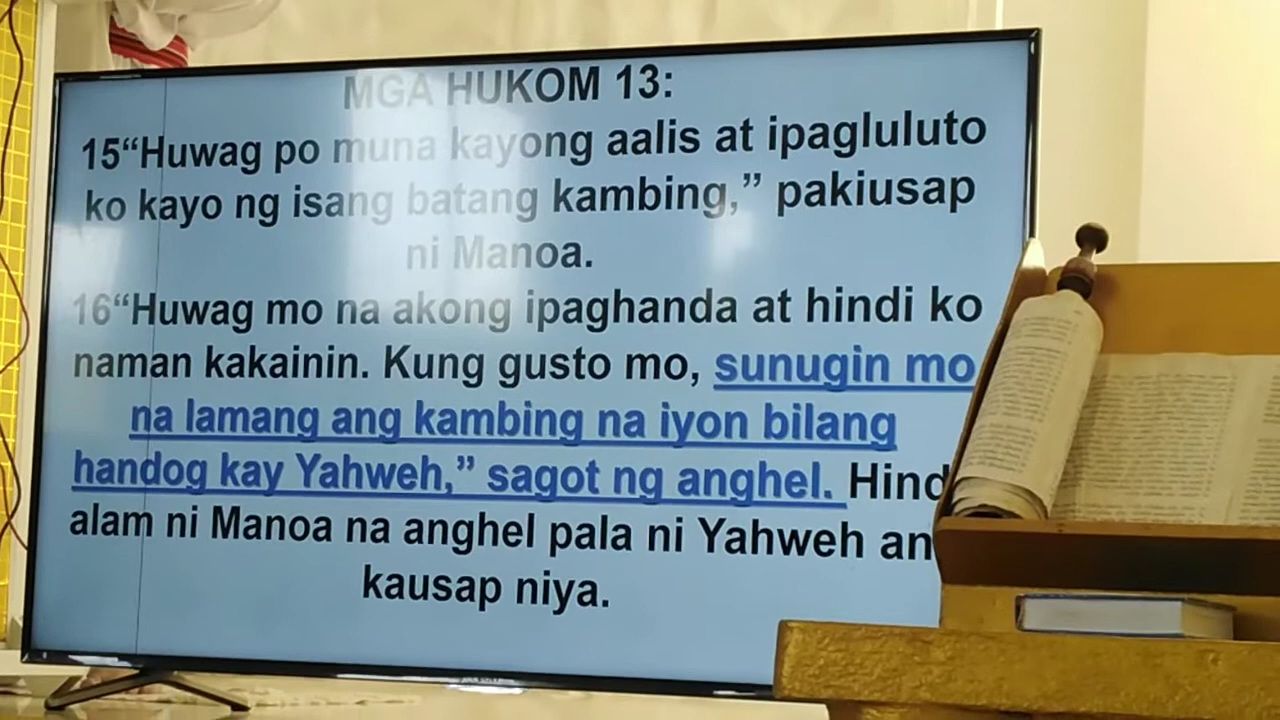 MGA HUKOM 13:
15“Huwag po muna kayong aalis at ipagluluto
ko kayo ng isang batang kambing,” pakiusap
ni Manoa.
16“Huwag mo na akong ipaghanda at hindi ko
naman kakainin. Kung gusto mo, sunugin mo
na lamang ang kambing na iyon bilang
handog kay Yahweh,” sagot ng anghel. Hind
alam ni Manoa na anghel pala ni Yahweh an
kausap niya.